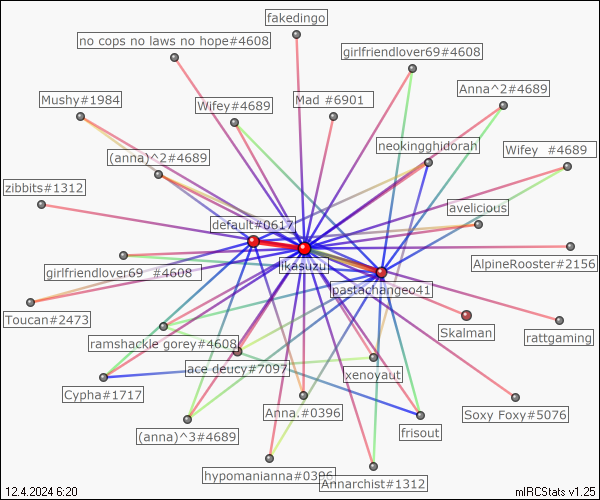 fakedingo
no cops no laws no hope#4608
girlfriendlover69#4608
Anna^2#4689
Mushy#1984
Wifey#4689
Mad #6901
neokingghidorah
Wifey #4689
(anna)^2#4689
zibbits#1312
avelicious
default#0617
ikasuzu
AlpineRooster#2156
girlfriendlover69 #4608
pastachangeo41
Toucan#2473
Skalman
rattgaming
ramshackle gorey#4608
ace deucy#7097
xenoyaut
Cypha#1717
Anna.#0396
Soxy Foxy#5076
(anna)^3#4689
frisout
hypomanianna#0396
Annarchist#1312
12.4.2024 6:20
mIRCStats v1.25